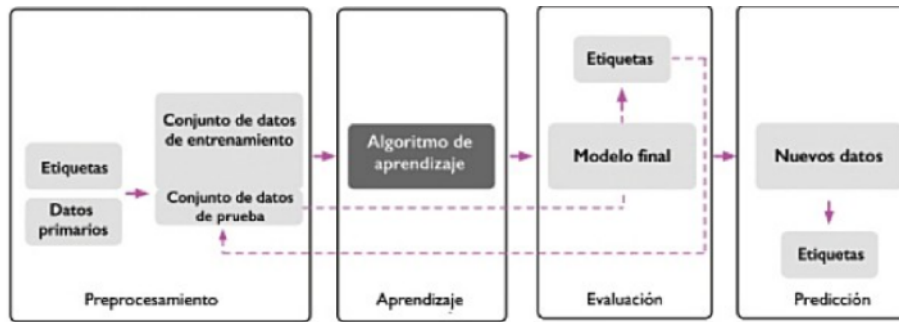 Etiquetas
Datos
primarios
Conjunto de datos
de entrenamiento
Conjunto de datos
de prueba
Preprocesamiento
Algoritmo de
aprendizaje
Aprendizaje
Etiquetas
Modelo final
Evaluación
Nuevos datos
Etiquetas
Predicción